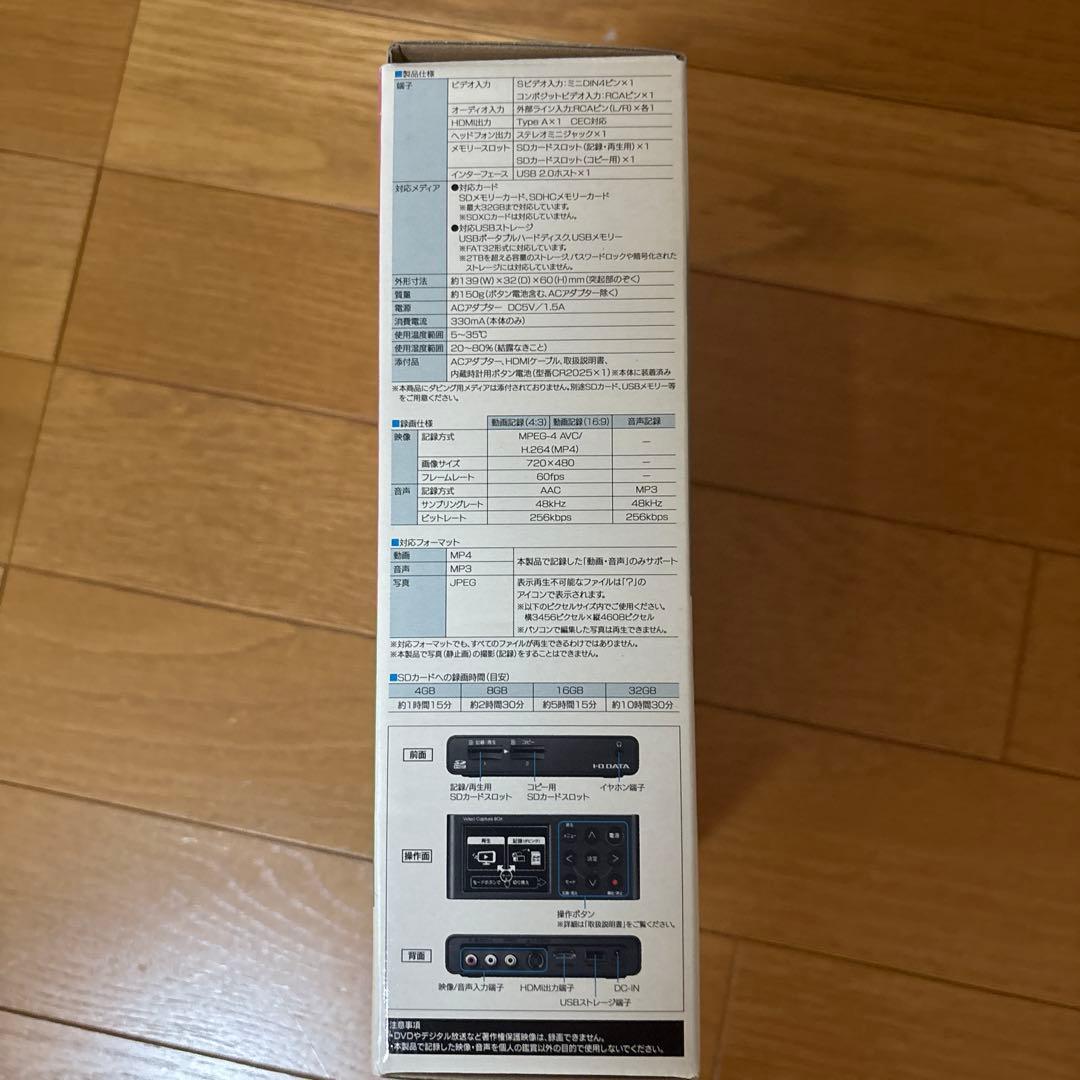 ■製品仕様
端子 ビデオ入力 Sビデオ入力:ミニDIN4ピン×1
コンポジットビデオ入力:RCAピン×1
オーディオ入力 外部ライン入力:RCAピン(L/R)×各1
HDMI出力 Type A×1 CEC対応
ヘッドフォン出力 ステレオミニジャック×1
メモリースロット SDカードスロット(記録・再生用)×1
SDカードスロット(コピー用)×1
インターフェース USB 2.0ホスト×1
対応メディア ●対応カード
SDメモリーカード、SDHCメモリーカード
※最大32GBまで対応しています。
※SDXCカードは対応していません。
●対応USBストレージ
USBポータブルハードディスク,USBメモリー
※FAT32形式に対応しています。
※2TBを超える容量のストレージ、パスワードロックや暗号化された
ストレージには対応していません。
外形寸法 約139(W)×32(D)×60(H)mm(突起部のぞく)
質量 約150g(ボタン電池含む、ACアダプター除く)
電源 ACアダプター DC5V/1.5A
消費電流 330mA(本体のみ)
使用温度範囲 5~35℃
使用湿度範囲 20~80%(結露なきこと)
添付品 ACアダプター、HDMIケーブル、取扱説明書、
内蔵時計用ボタン電池(型番CR2025×1)※本体に装着済み
※本商品にダビング用メディアは添付されておりません。別途SDカード、USBメモリー等
をご用意ください。
■録画仕様 動画記録(4:3) 動画記録(16:9) 音声記録
映像 記録方式 MPEG-4 AVC/
H.264(MP4) ―
画像サイズ 720×480 ―
フレームレート 60fps ―
音声 記録方式 AAC MP3
サンプリングレート 48kHz 48kHz
ビットレート 256kbps 256kbps
■対応フォーマット
動画 MP4 本製品で記録した「動画・音声」のみサポート
音声 MP3
写真 JPEG 表示再生不可能なファイルは「?」の
アイコンで表示されます。
※以下のピクセルサイズ内でご使用ください。
横3456ピクセル×縦4608ピクセル
※パソコンで編集した写真は再生できません。
※対応フォーマットでも、すべてのファイルが再生できるわけではありません。
※本製品で写真(静止画)の撮影(記録)をすることはできません。
■SDカードへの録画時間(目安)
4GB 8GB 16GB 32GB
約1時間15分 約2時間30分 約5時間15分 約10時間30分
前面
記録/再生 コピー
I-O DATA
記録/再生用
SDカードスロット
コピー用
SDカードスロット
イヤホン端子
操作面
Video Capture BOX
再生 記録(ダビング)
モードボタンで 切り換え
メニュー 電源
決定
モード
操作ボタン
※詳細は「取扱説明書」をご覧ください。
背面
映像/音声入力端子 HDMI出力端子 DC-IN
USBストレージ端子
注意事項
・DVDやデジタル放送など著作権保護映像は、録画できません。
・本製品で記録した映像・音声を個人の鑑賞以外の目的で使用しないでください。